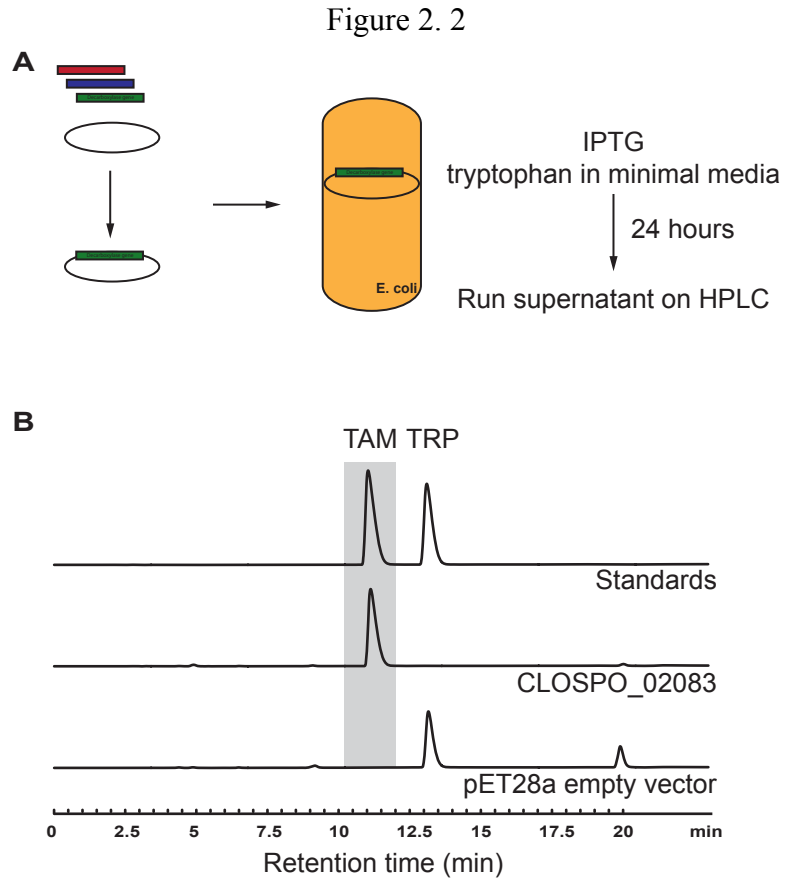 Figure 2. 2
A
IPTG
tryptophan in minimal media
24 hours
E. coli
Run supernatant on HPLC
B
TAM TRP
Standards
CLOSPO_02083
pET28a empty vector
0 2.5 5 7.5 10 12.5 15 17.5 20 min
Retention time (min)